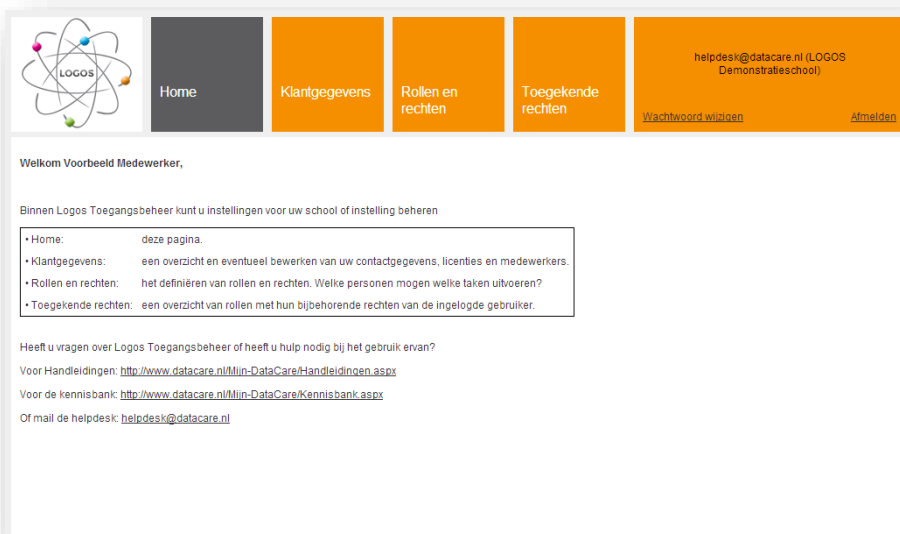 LOGOS
Home
Klantgegevens
Rollen en
rechten
Toegekende
rechten
helpdesk@datacare.nl (LOGOS
Demonstratieschool)
Wachtwoord wijzigen
Afmelden
Welkom Voorbeeld Medewerker,
Binnen Logos Toegangsbeheer kunt u instellingen voor uw school of instelling beheren
• Home: deze pagina.
• Klantgegevens: een overzicht en eventueel bewerken van uw contactgegevens, licenties en medewerkers.
• Rollen en rechten: het definiëren van rollen en rechten. Welke personen mogen welke taken uitvoeren?
• Toegekende rechten: een overzicht van rollen met hun bijbehorende rechten van de ingelogde gebruiker.
Heeft u vragen over Logos Toegangsbeheer of heeft u hulp nodig bij het gebruik ervan?
Voor Handleidingen: http://www.datacare.nl/Mijn-DataCare/Handleidingen.aspx
Voor de kennisbank: http://www.datacare.nl/Mijn-DataCare/Kennisbank.aspx
Of mail de helpdesk: helpdesk@datacare.nl